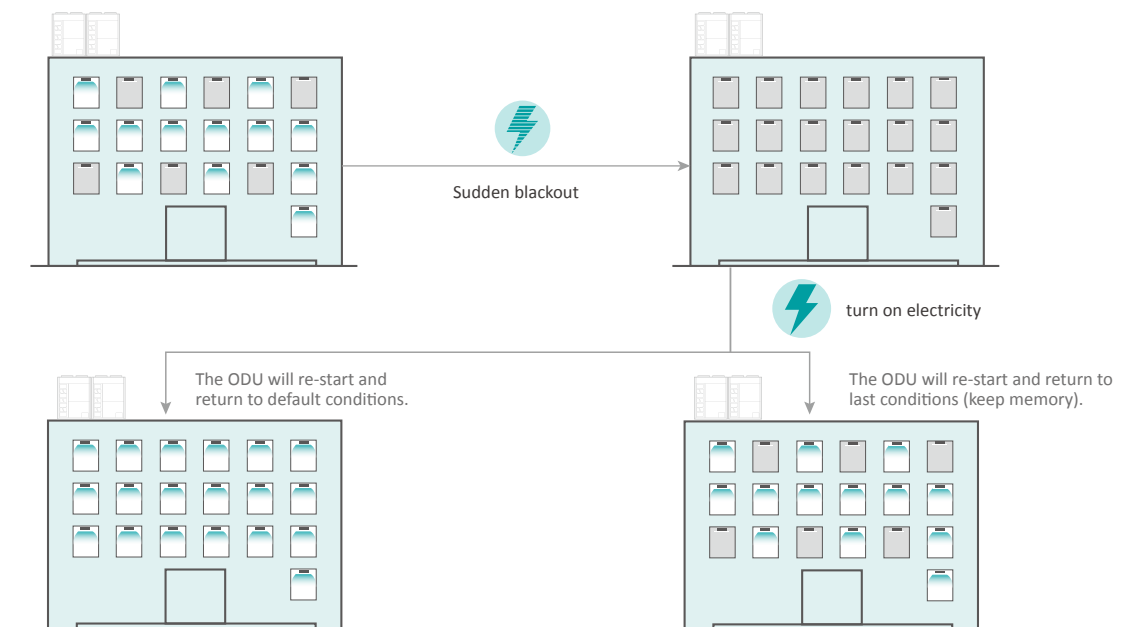 Sudden blackout
turn on electricity
The ODU will re-start and
return to default conditions.
The ODU will re-start and return to
last conditions (keep memory).